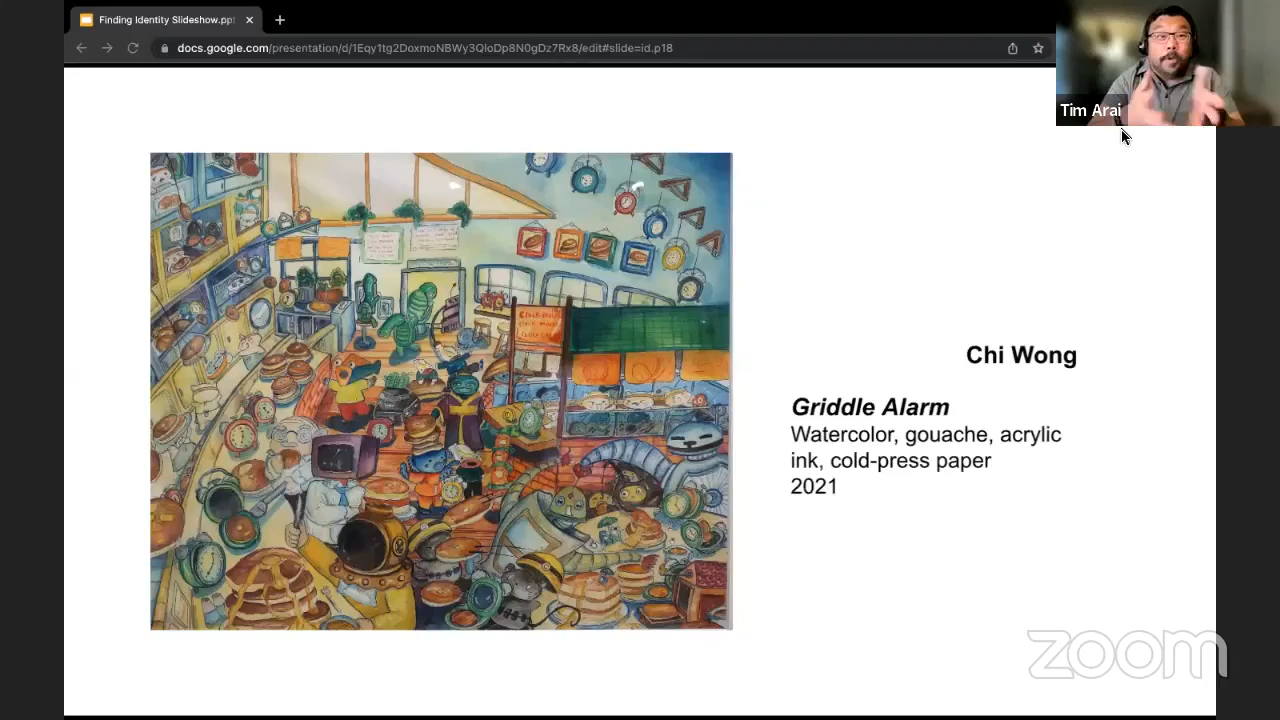 Finding Identity Slideshow.ppt
docs.google.com/presentation/d/1Eqy1tg2DoxmoNBWy3QloDp8N0gDz7Rx8/edit#slide=id.p18
Tim Arai
Chi Wong
Griddle Alarm
Watercolor, gouache, acrylic
ink, cold-press paper
2021
zoom